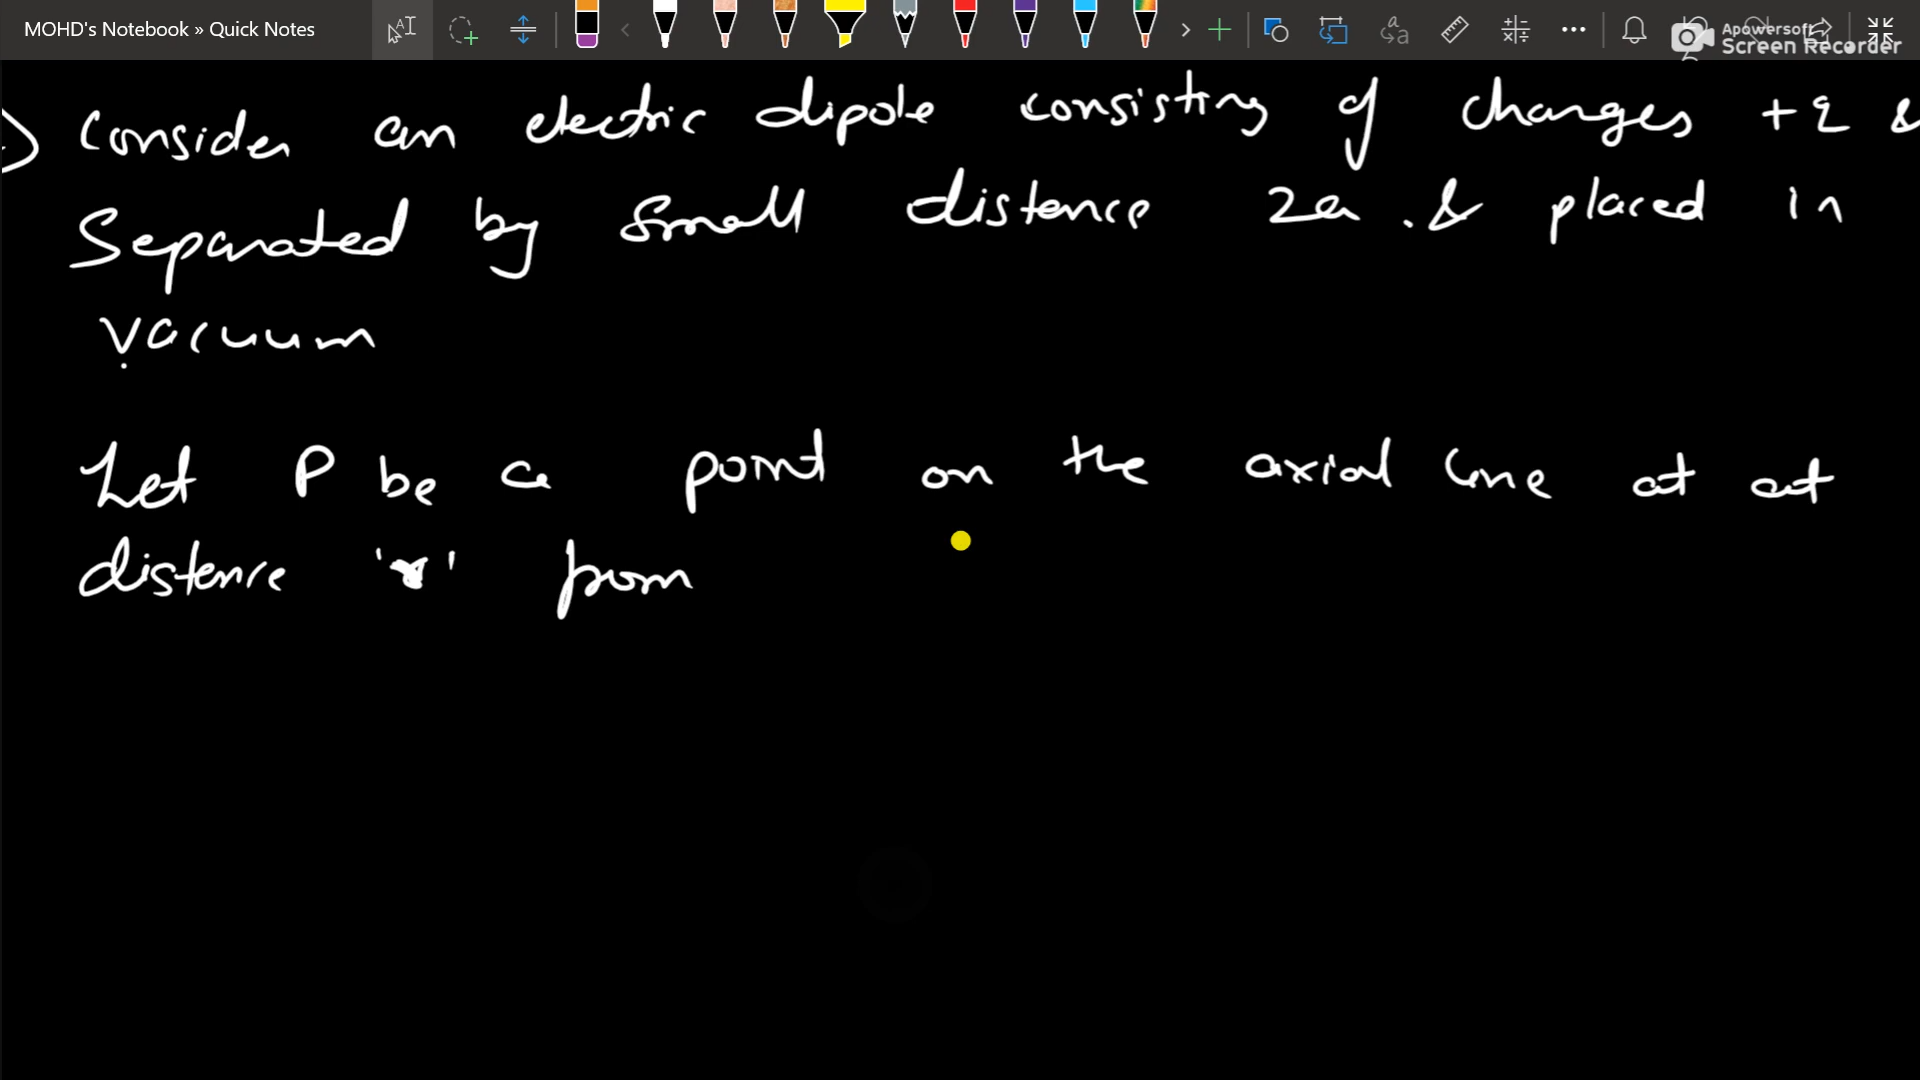 MOHD's Notebook » Quick Notes
Apowersoft
Screen Recorder
Consider an electric dipole consisting of charges +q &
Separated by small distance 2a . & placed in
vacuum
Let P be a point on the axial line at at
distance 'r' from